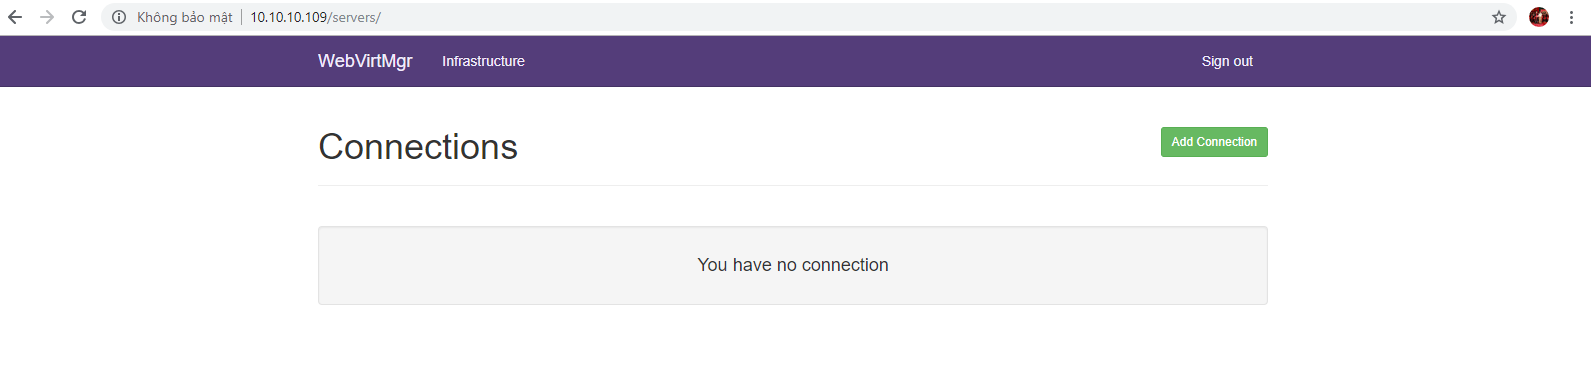 Không bảo mật 10.10.10.109/servers/
WebVirtMgr Infrastructure Sign out
Connections Add Connection
You have no connection